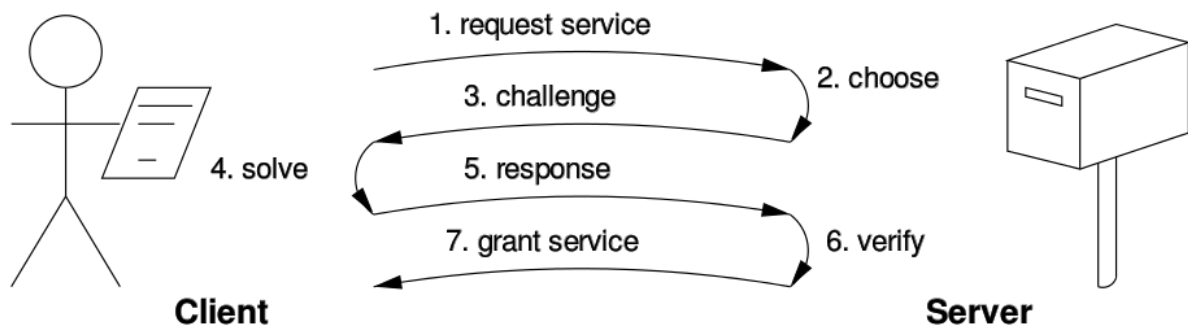 1. request service
2. choose
3. challenge
4. solve
5. response
6. verify
7. grant service
Client
Server